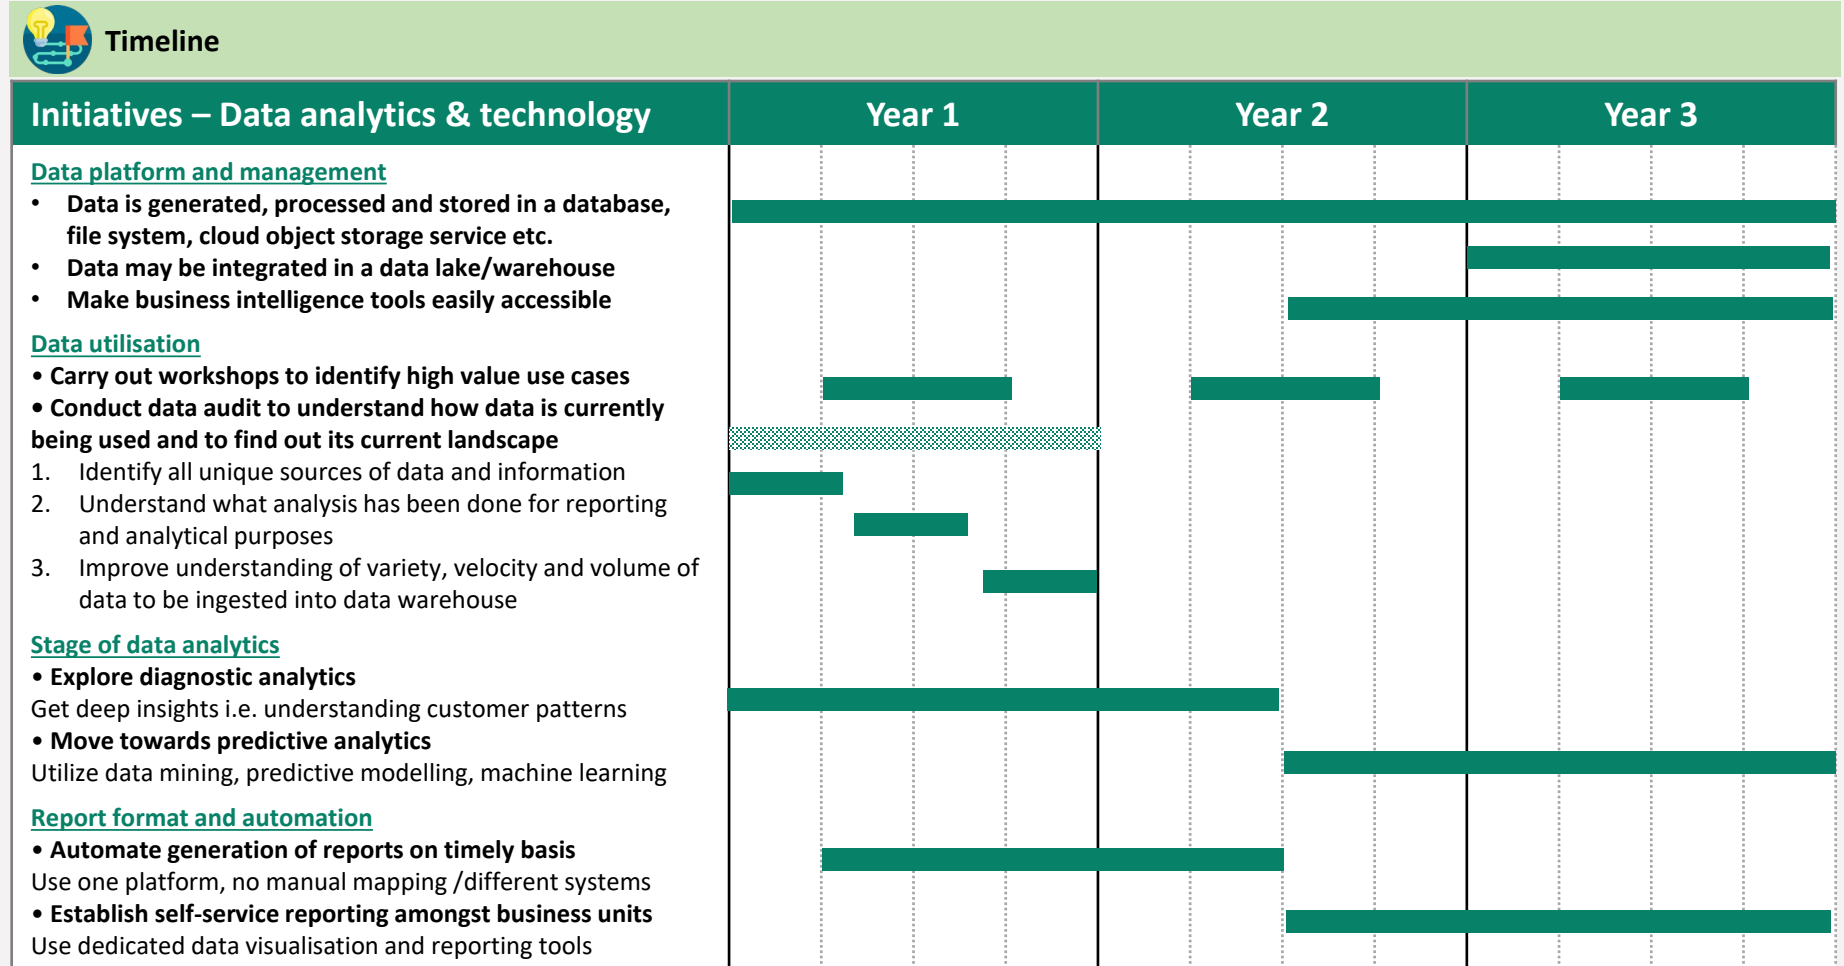 Timeline
Initiatives – Data analytics & technology
Year 1
Year 2
Year 3
Data platform and management
• Data is generated, processed and stored in a database,
file system, cloud object storage service etc.
• Data may be integrated in a data lake/warehouse
• Make business intelligence tools easily accessible
Data utilisation
• Carry out workshops to identify high value use cases
• Conduct data audit to understand how data is currently
being used and to find out its current landscape
1. Identify all unique sources of data and information
2. Understand what analysis has been done for reporting
and analytical purposes
3. Improve understanding of variety, velocity and volume of
data to be ingested into data warehouse
Stage of data analytics
• Explore diagnostic analytics
Get deep insights i.e. understanding customer patterns
• Move towards predictive analytics
Utilize data mining, predictive modelling, machine learning
Report format and automation
• Automate generation of reports on timely basis
Use one platform, no manual mapping /different systems
• Establish self-service reporting amongst business units
Use dedicated data visualisation and reporting tools